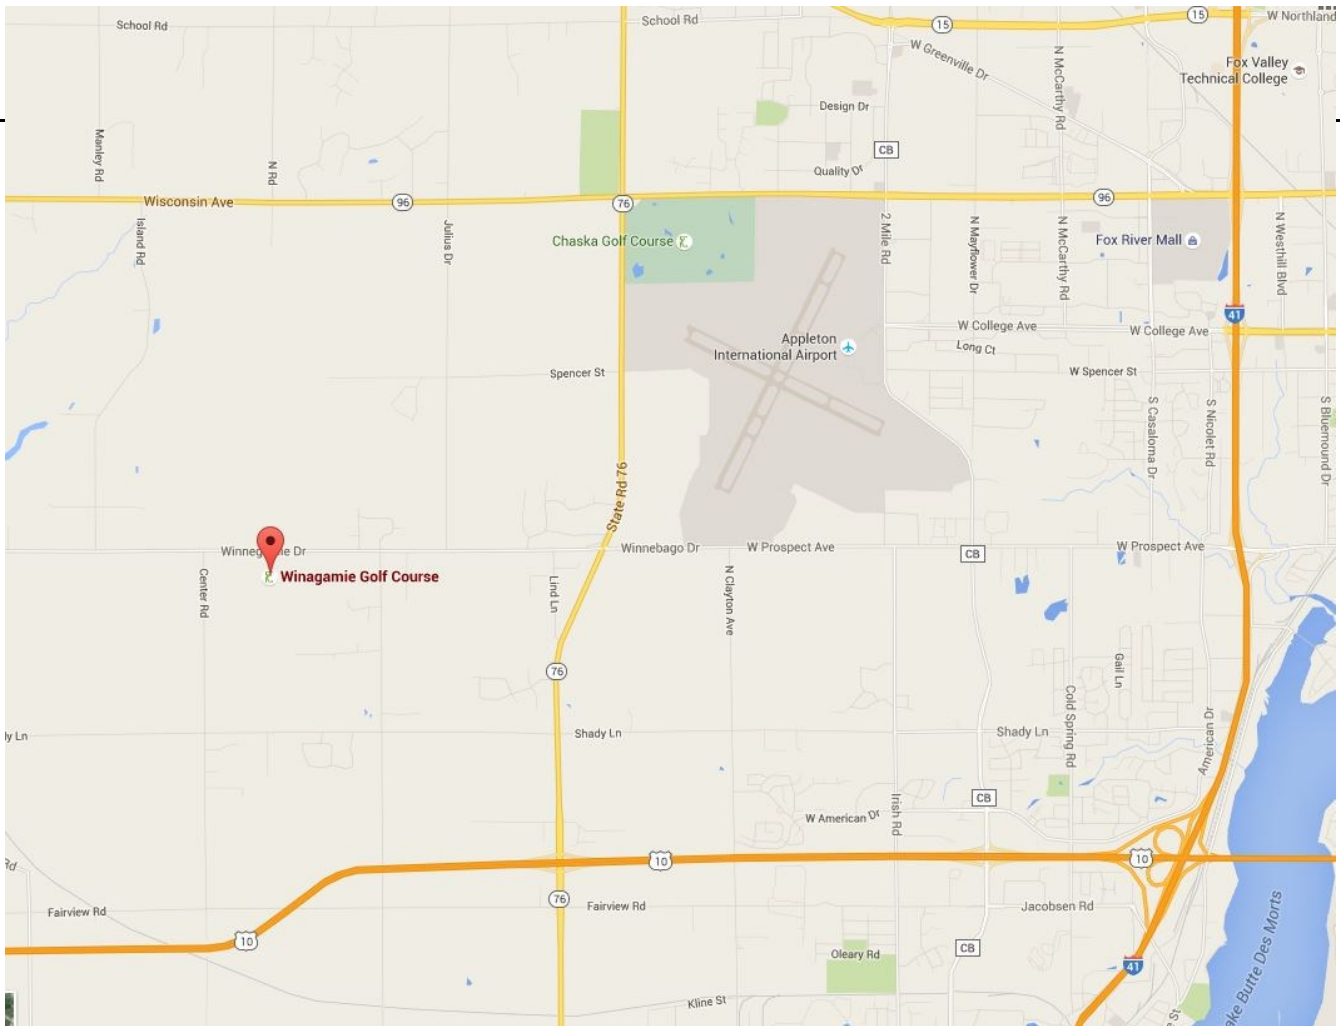 School Rd
School Rd
15
15
W Northland
W Greenville Dr
N McCarthy Rd
Fox Valley
Technical College
Design Dr
Manley Rd
N Rd
CB
Quality Dr
Wisconsin Ave
96
76
96
Island Rd
Julius Dr
Chaska Golf Course
2 Mile Rd
N Mayflower Dr
N McCarthy Rd
Fox River Mall
N Westhill Blvd
41
Appleton
International Airport
W College Ave
W College Ave
Long Ct
Spencer St
W Spencer St
S Casaloma Dr
S Nicolet Rd
S Bluemound Dr
State Rd 76
Winnebago Dr
W Prospect Ave
CB
W Prospect Ave
Winagamie Golf Course
Center Rd
Lind Ln
N Clayton Ave
76
Gail Ln
Cold Spring Rd
American Dr
ly Ln
Shady Ln
Shady Ln
CB
Irish Rd
W American Dr
10
10
Rd
76
Fairview Rd
Fairview Rd
Jacobsen Rd
10
CB
Oleary Rd
41
Kline St
ake Butte Des Morts
e St